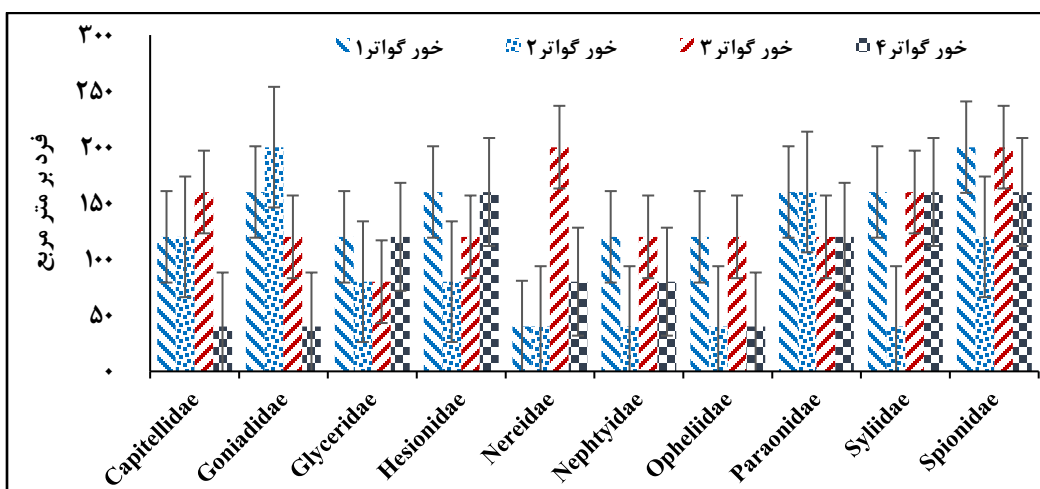 ۳۰۰
۲۵۰
۲۰۰
۱۵۰
۱۰۰
۵۰
۰
فرد بر متر مربع
خور گواتر۱
خور گواتر۲
خور گواتر۳
خور گواتر۴
Capitellidae
Goniadidae
Glyceridae
Hesionidae
Nereidae
Nephtyidae
Opheliidae
Paraonidae
Syliidae
Spionidae